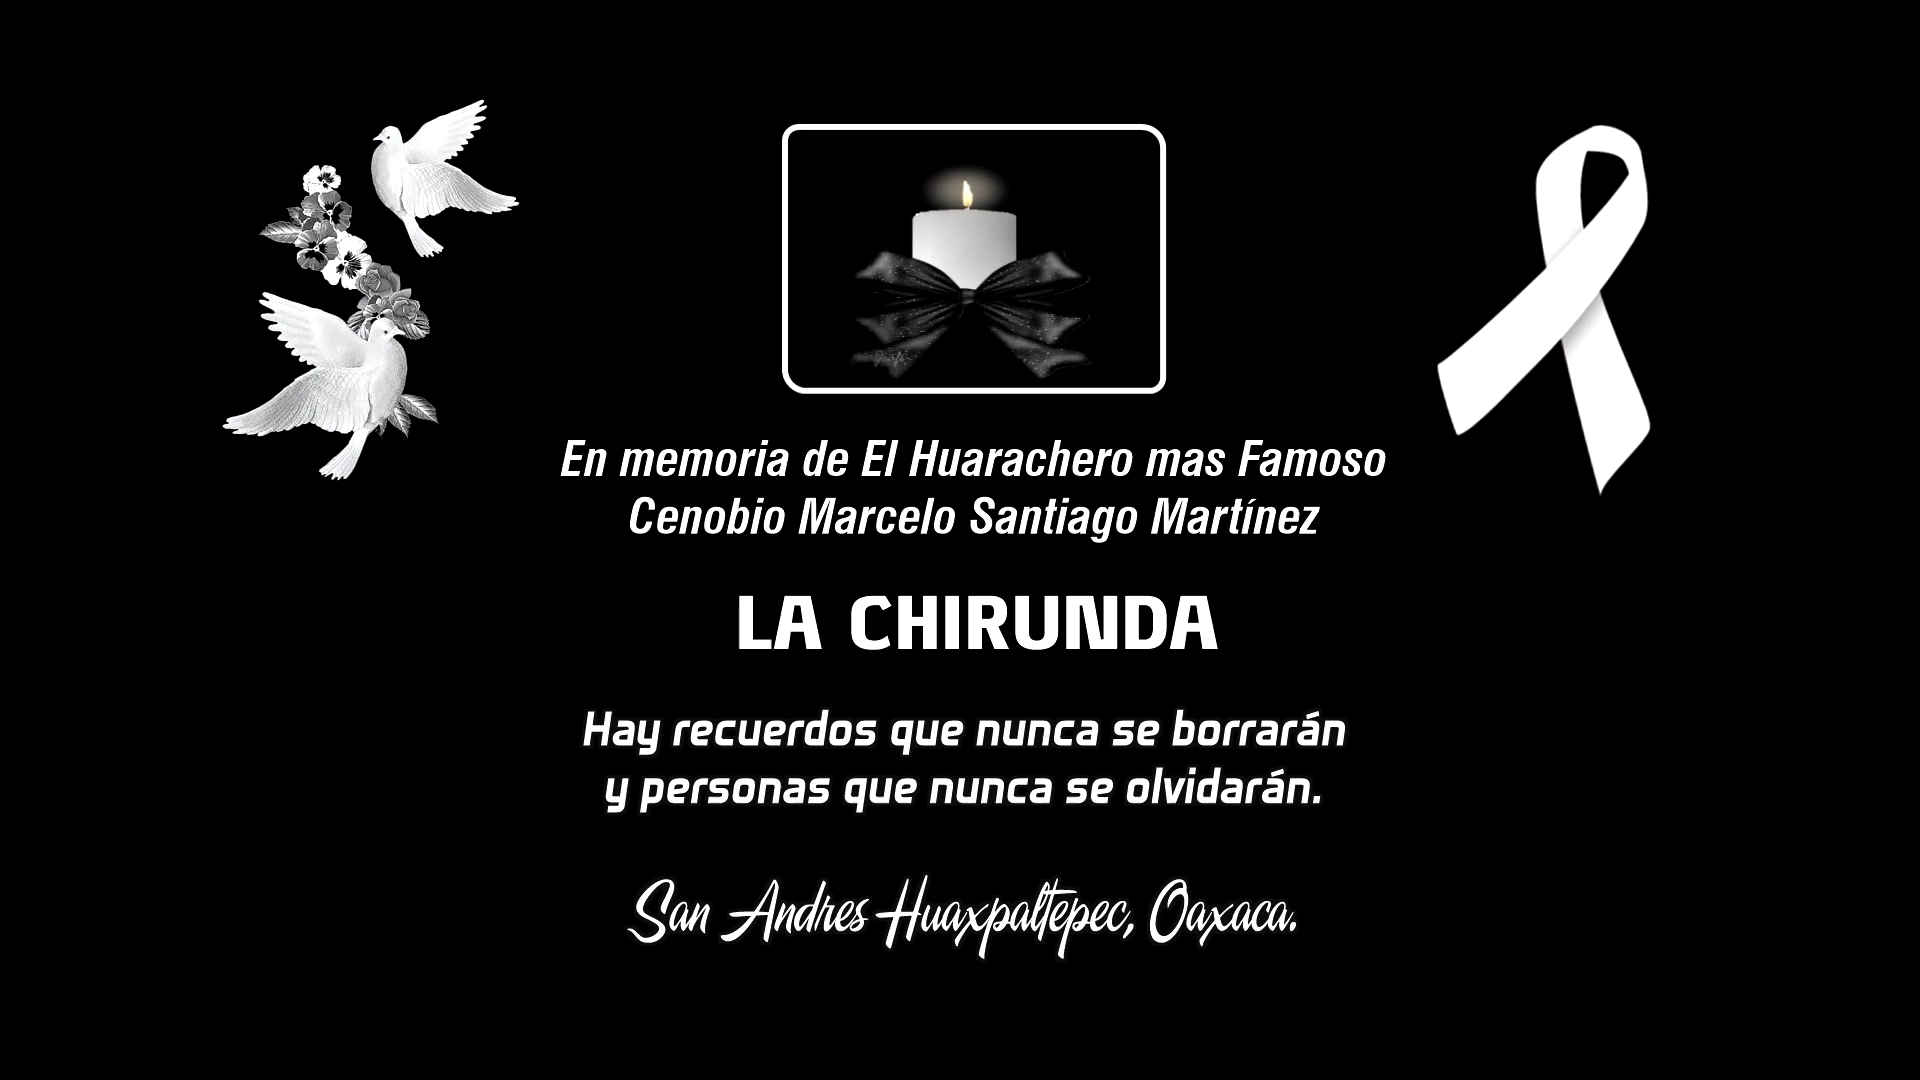 En memoria de El Huarachero mas Famoso
Cenobio Marcelo Santiago Martínez
LA CHIRUNDA
Hay recuerdos que nunca se borrarán
y personas que nunca se olvidarán.
San Andres Huaxpaltepec, Oaxaca.